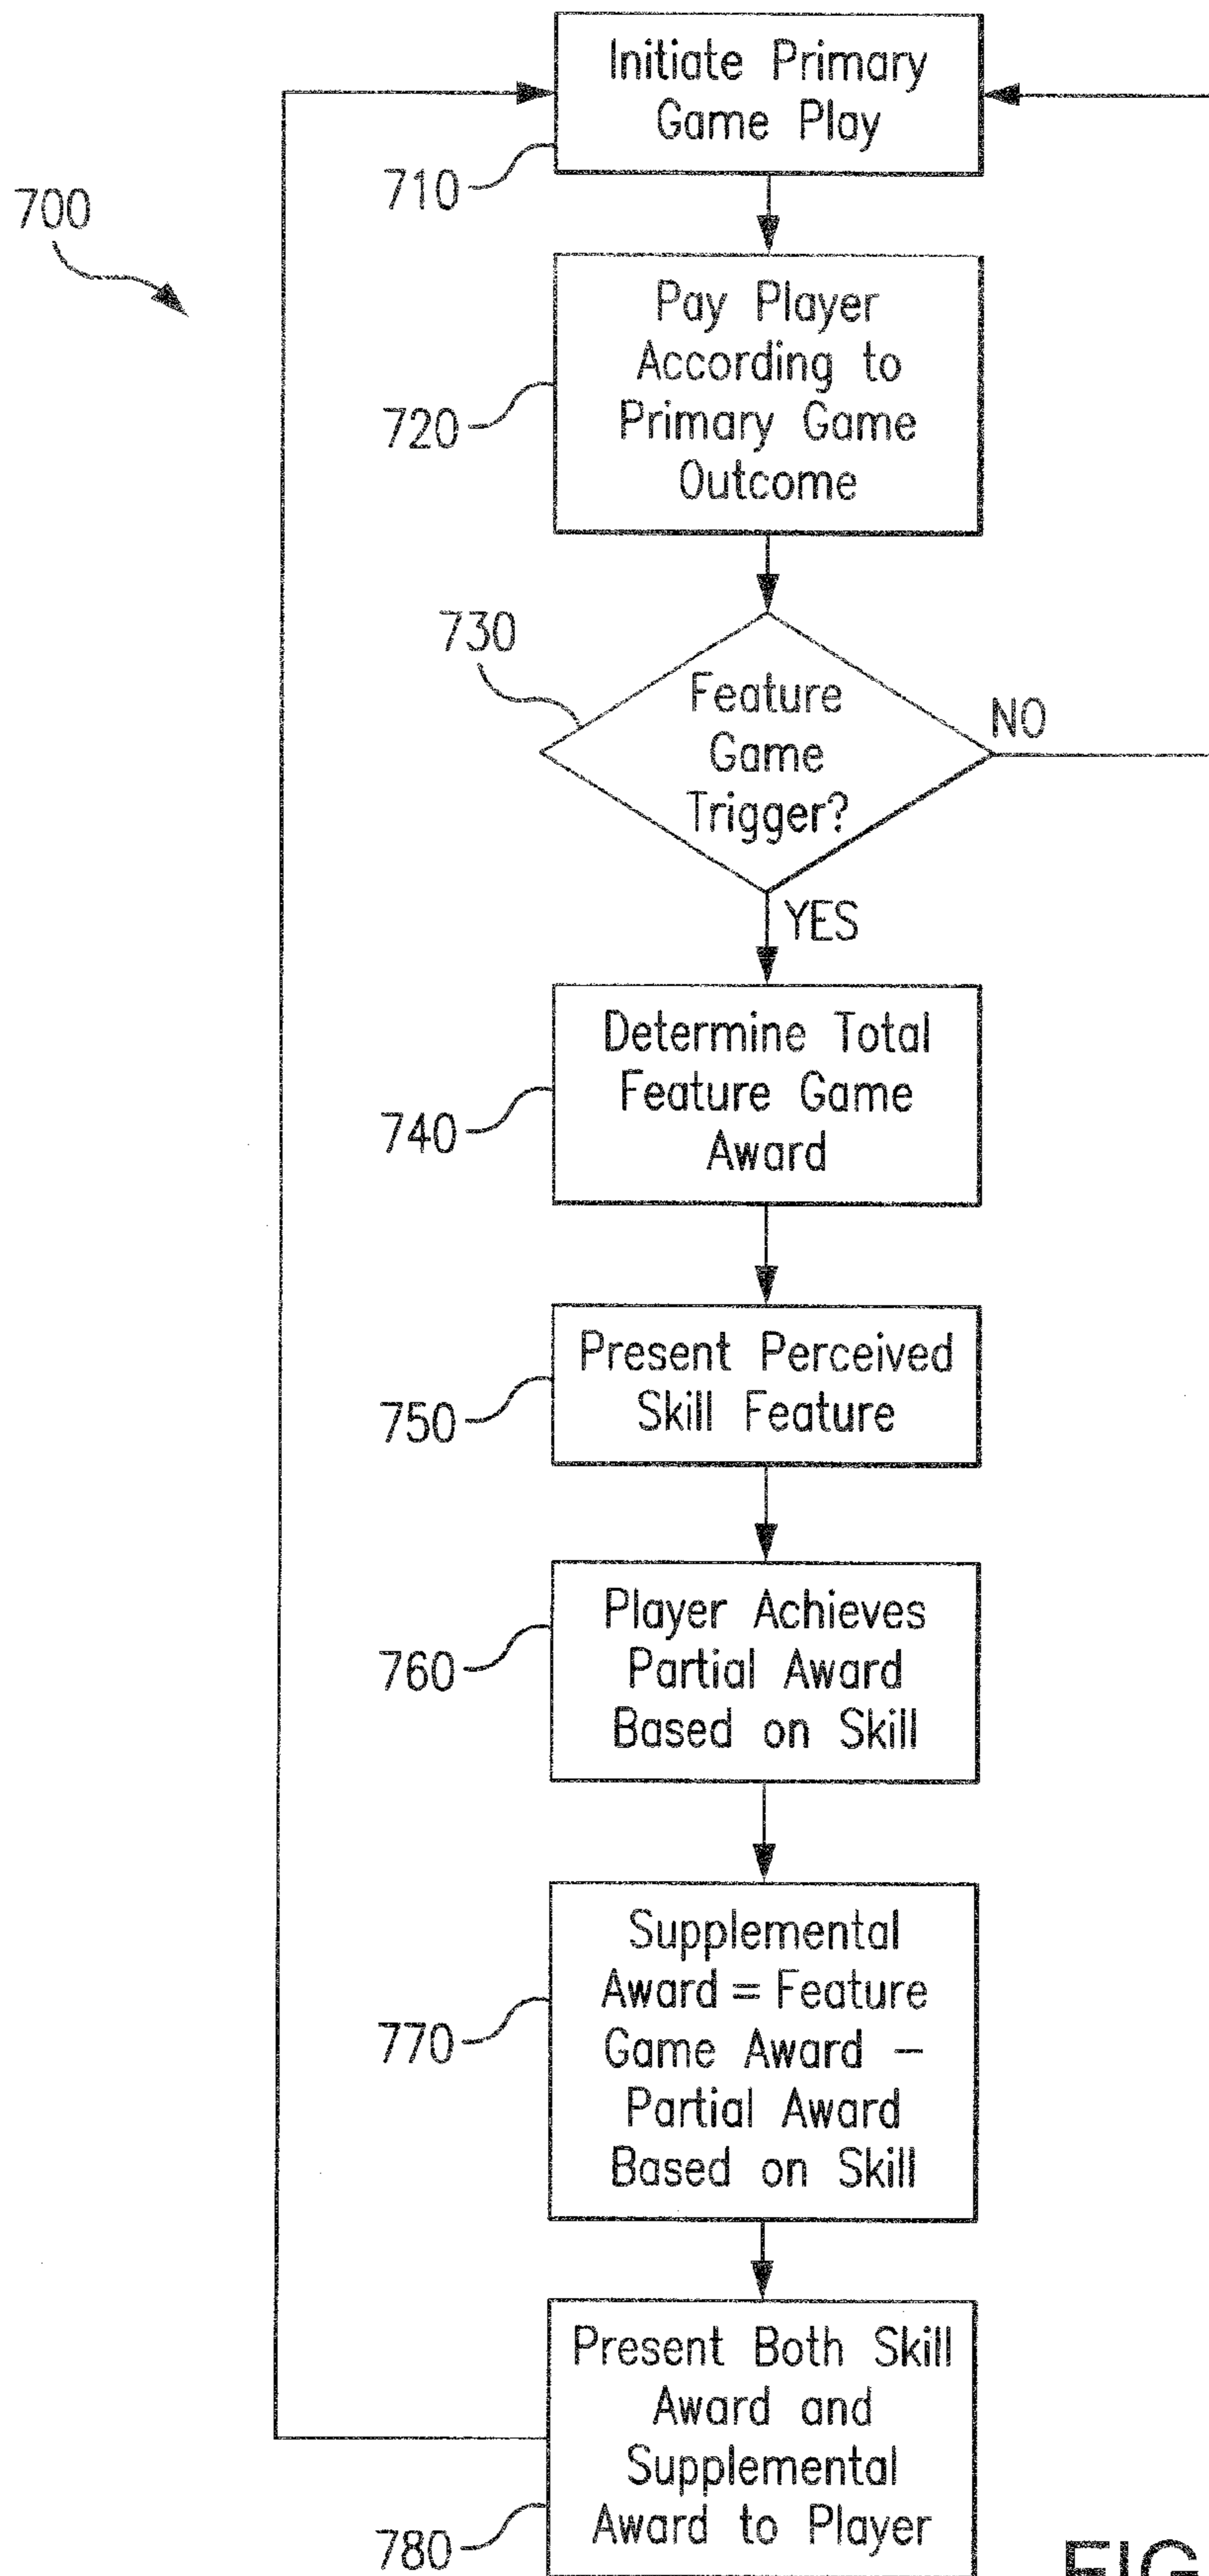 Initiate Primary
Game Play
710
700
Pay Player
According to
Primary Game
Outcome
720
730
Feature
Game
Trigger?
NO
YES
Determine Total
Feature Game
Award
740
Present Perceived
Skill Feature
750
Player Achieves
Partial Award
Based on Skill
760
Supplemental
Award = Feature
Game Award –
Partial Award
Based on Skill
770
Present Both Skill
Award and
Supplemental
Award to Player
780
FIG